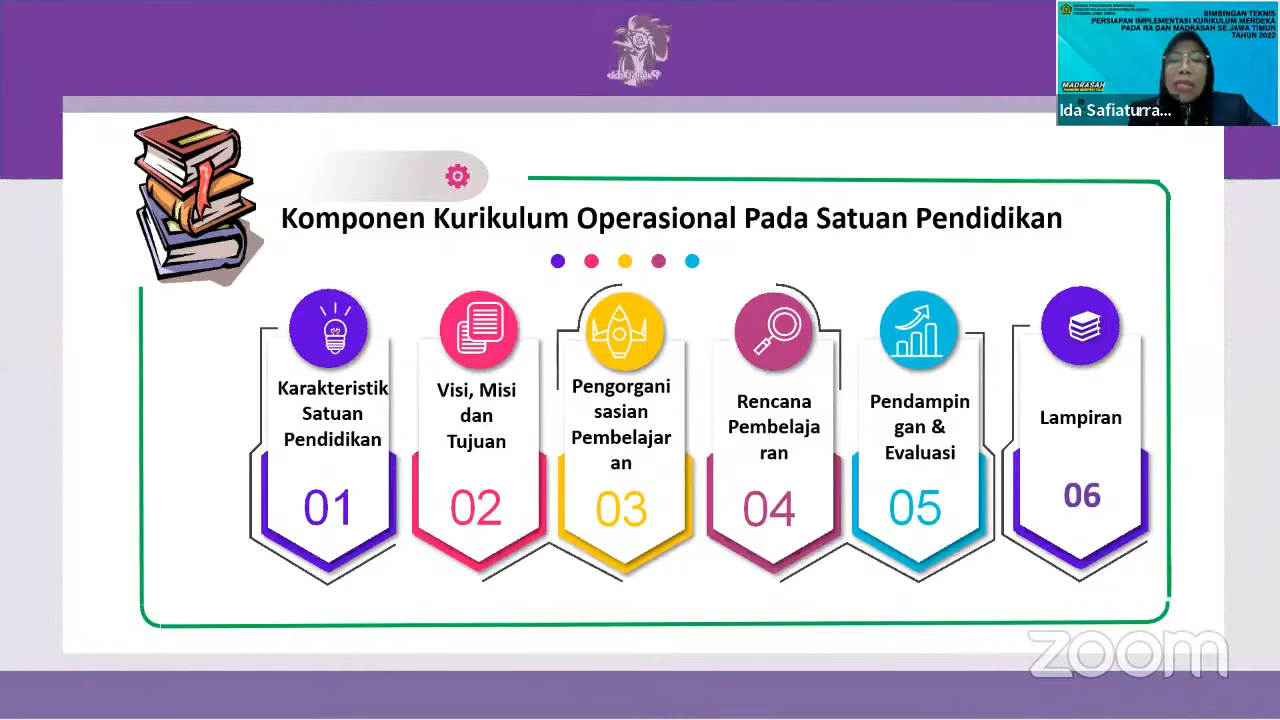 BIMBINGAN TEKNIS
PERSIAPAN IMPLEMENTASI KURIKULUM MERDEKA
PADA RA DAN MADRASAH SE JAWA TIMUR
TAHUN 2022
MADRASAH
Ida Safiaturra...
Komponen Kurikulum Operasional Pada Satuan Pendidikan
Karakteristik
Satuan
Pendidikan
01
Visi, Misi
dan
Tujuan
02
Pengorgani
sasian
Pembelajar
an
03
Rencana
Pembelaja
ran
04
Pendampin
gan &
Evaluasi
05
Lampiran
06
zoom